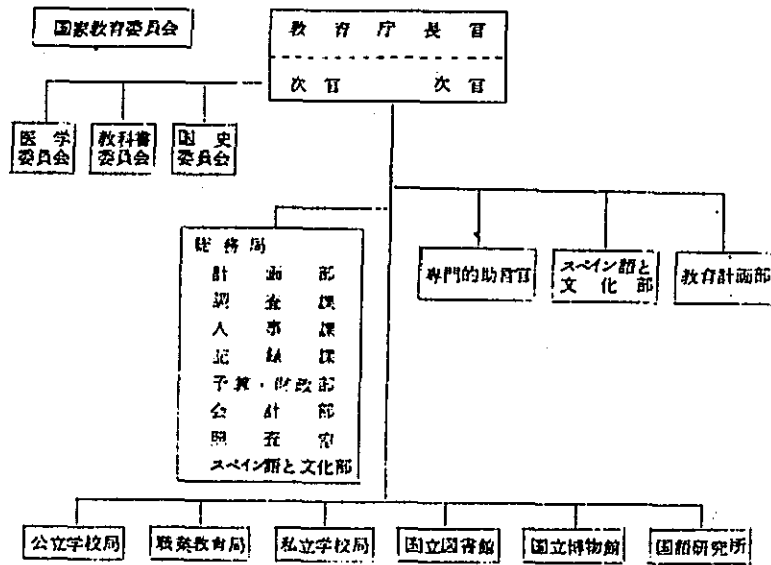 国家教育委員会
教育庁長官
次官 次官
医学
委員会
教科書
委員会
国史
委員会
総務局
計画部
調査課
人事課
記録課
予算・財政部
会計部
照査室
スペイン語と文化部
専門的助言官
スペイン語と
文化部
教育計画部
公立学校局
職業教育局
私立学校局
国立図書館
国立博物館
国語研究所